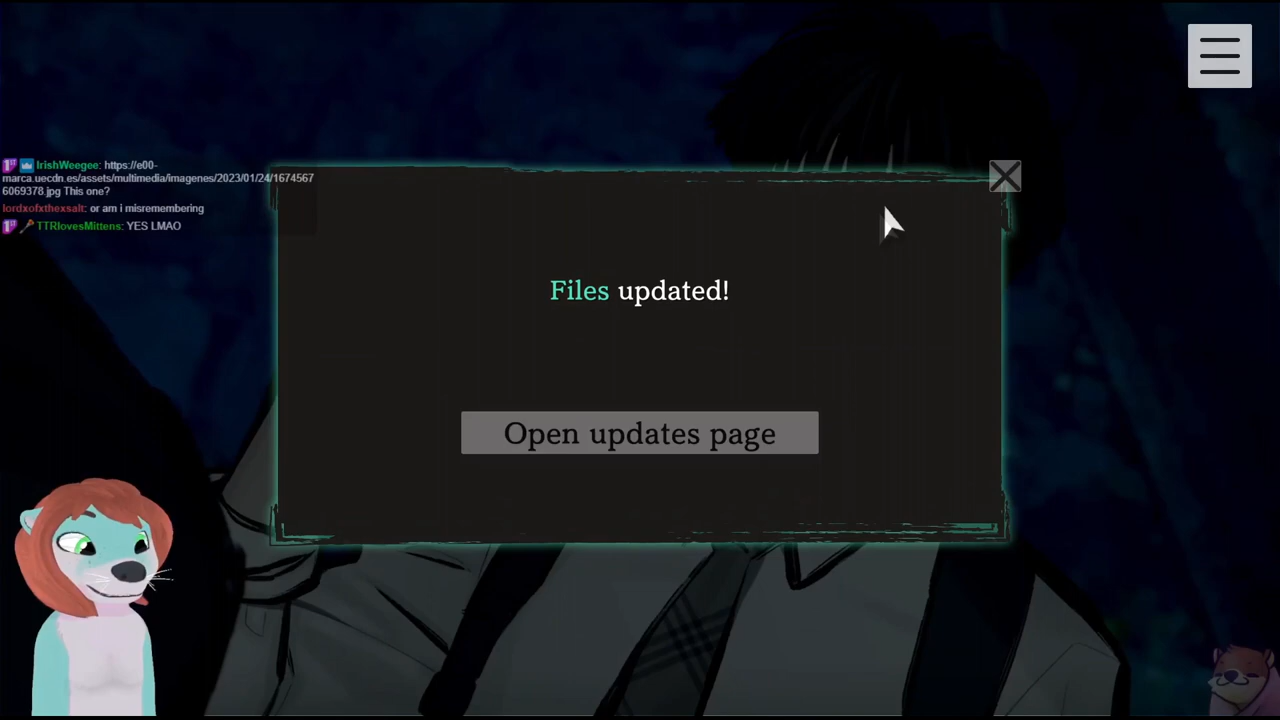 IrishWeegee: https://e00-
marca.uecdn.es/assets/multimedia/imagenes/2023/01/24/1674567
6069378.jpg This one?
lordxofxthexsalt: or am i misremembering
TTRlovesMittens: YES LMAO
Files updated!
Open updates page